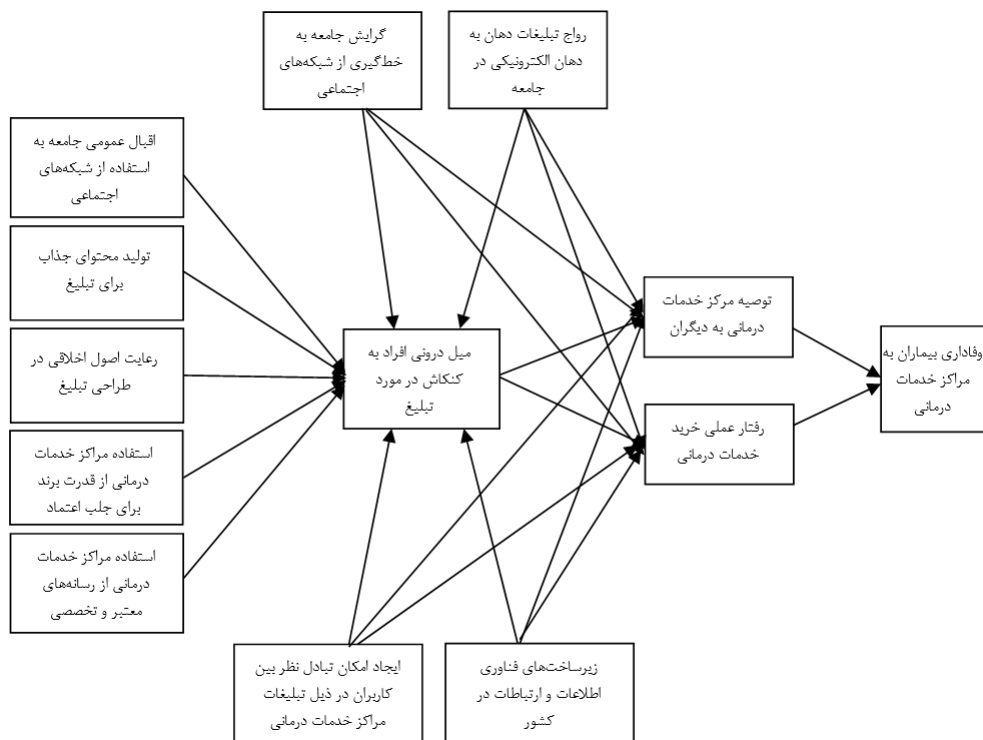 گرایش جامعه به
خط‌گیری از شبکه‌های
اجتماعی
رواج تبلیغات دهان به
دهان الکترونیکی در
جامعه
اقبال عمومی جامعه به
استفاده از شبکه‌های
اجتماعی
تولید محتوای جذاب
برای تبلیغ
رعایت اصول اخلاقی در
طراحی تبلیغ
استفاده مراکز خدمات
درمانی از قدرت برند
برای جلب اعتماد
استفاده مراکز خدمات
درمانی از رسانه‌های
معتبر و تخصصی
میل درونی افراد به
کنکاش در مورد
تبلیغ
توصیه مرکز خدمات
درمانی به دیگران
رفتار عملی خرید
خدمات درمانی
وفاداری بیماران به
مراکز خدمات
درمانی
ایجاد امکان تبادل نظر بین
کاربران در ذیل تبلیغات
مراکز خدمات درمانی
زیرساخت‌های فناوری
اطلاعات و ارتباطات در
کشور